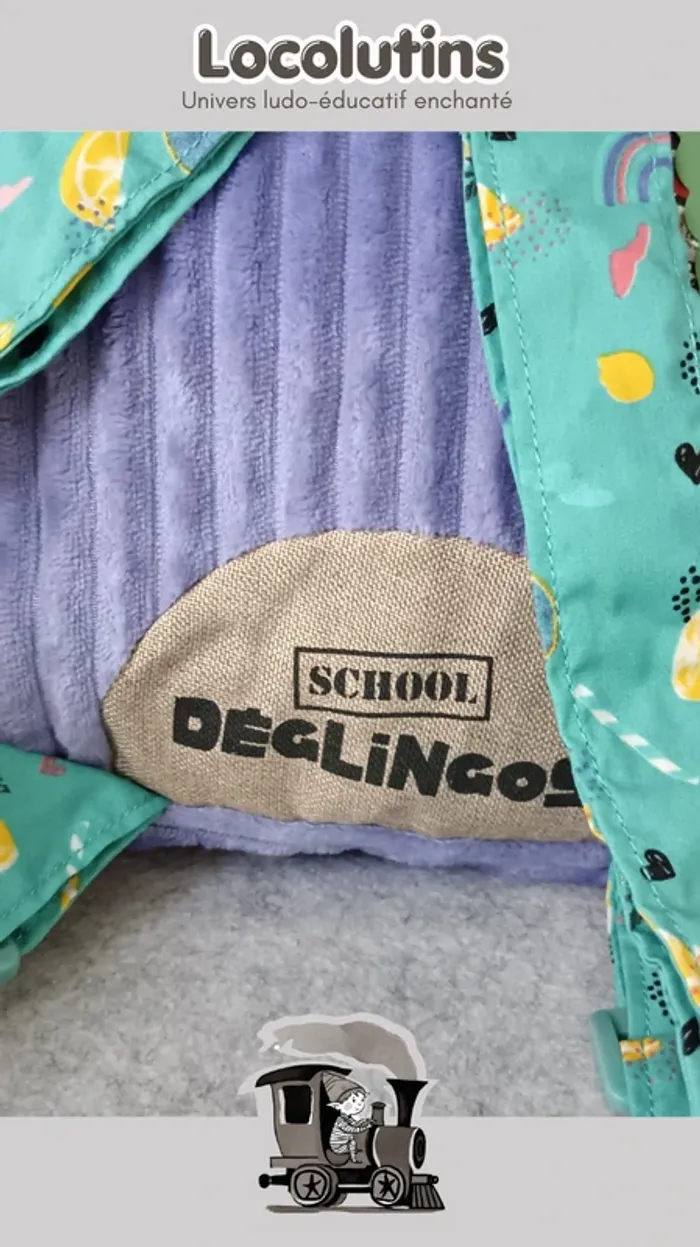 Locolutins
Univers ludo-éducatif enchanté
SCHOOL
DÉGLiNGOS